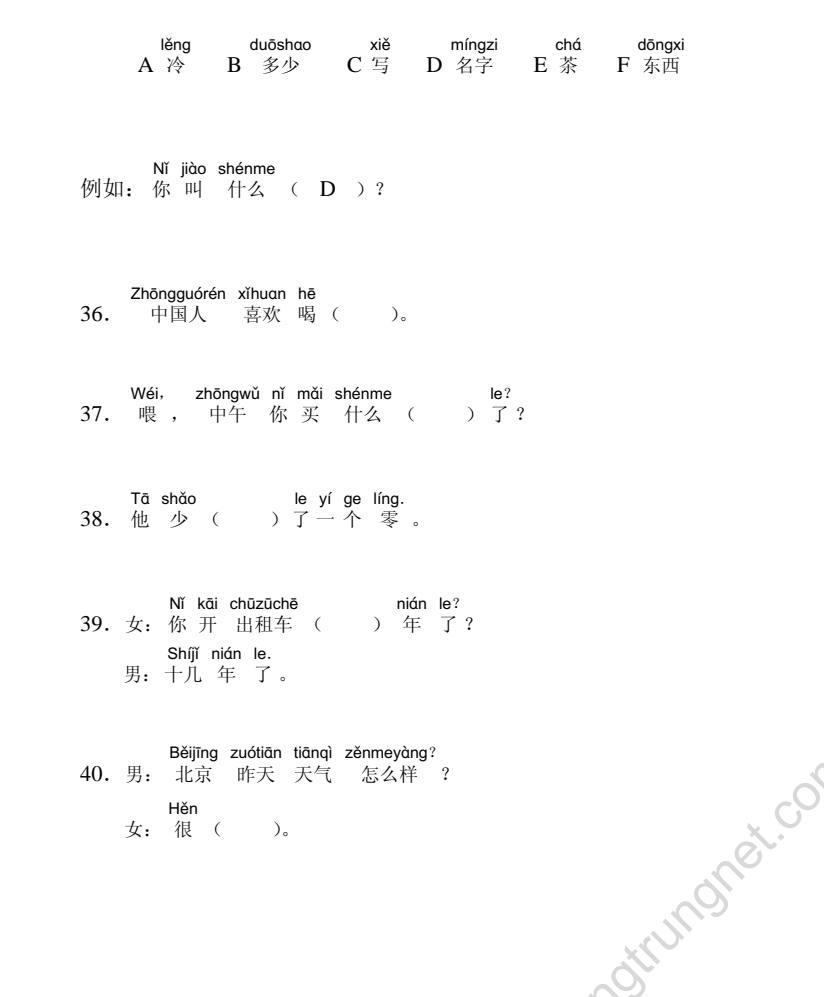 lěng duōshao xiě míngzi chá dōngxi
A 冷 B 多少 C 写 D 名字 E 茶 F 东西
Nǐ jiào shénme
例如： 你 叫 什么 （ D ）？
Zhōngguórén xǐhuan hē
36． 中国人 喜欢 喝 （ ）。
Wéi， zhōngwǔ nǐ mǎi shénme le？
37． 喂 ， 中午 你 买 什么 （ ）了？
Tā shǎo le yí ge líng.
38． 他 少 （ ）了 一 个 零 。
Nǐ kāi chūzūchē nián le？
39．女： 你 开 出租车 （ ） 年 了？
Shíjǐ nián le.
男： 十几 年 了 。
Běijīng zuótiān tiānqì zěnmeyàng？
40．男： 北京 昨天 天气 怎么样 ？
Hěn
女： 很 （ ）。